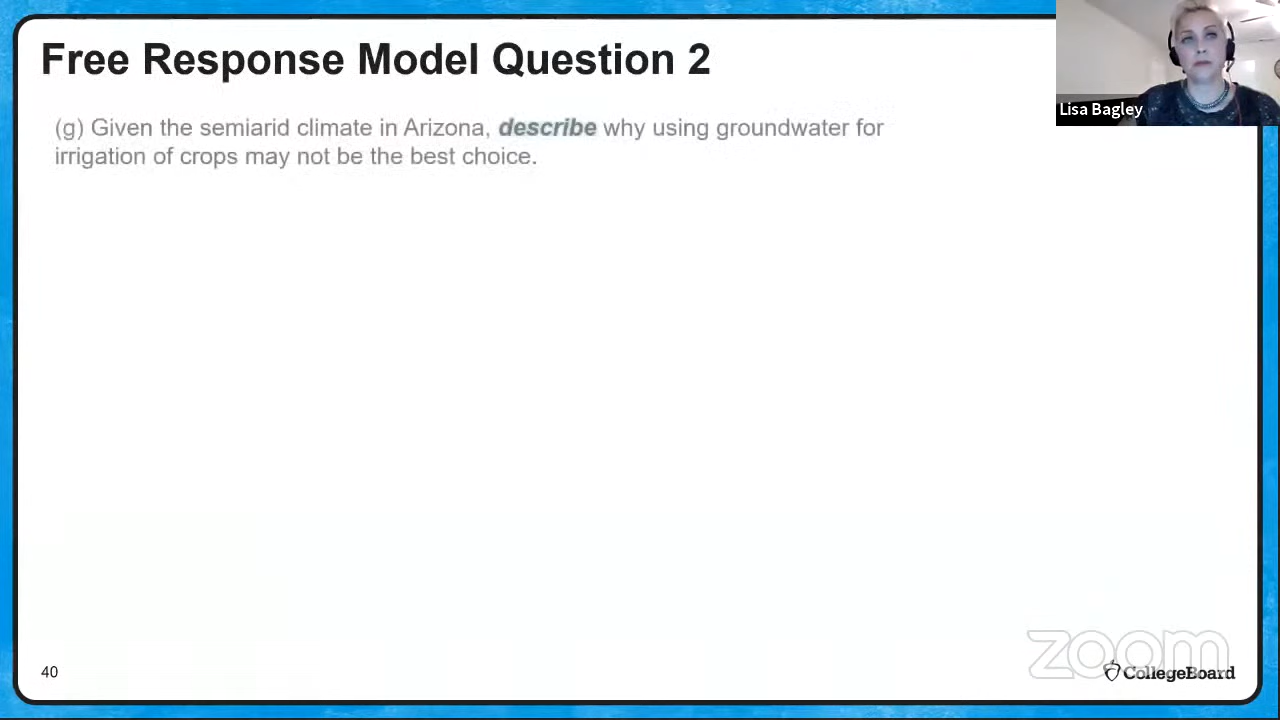 Free Response Model Question 2
Lisa Bagley
(g) Given the semiarid climate in Arizona, describe why using groundwater for
irrigation of crops may not be the best choice.
zoom
40
CollegeBoard